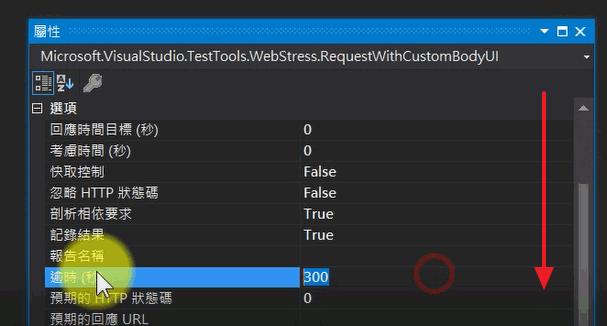 屬性
Microsoft.VisualStudio.TestTools.WebStress.RequestWithCustomBodyUI
選項
回應時間目標 (秒) 0
考慮時間 (秒) 0
快取控制 False
忽略 HTTP 狀態碼 False
剖析相依要求 True
記錄結果 True
報告名稱
逾時 (秒 300
預期的 HTTP 狀態碼 0
預期的回應 URL